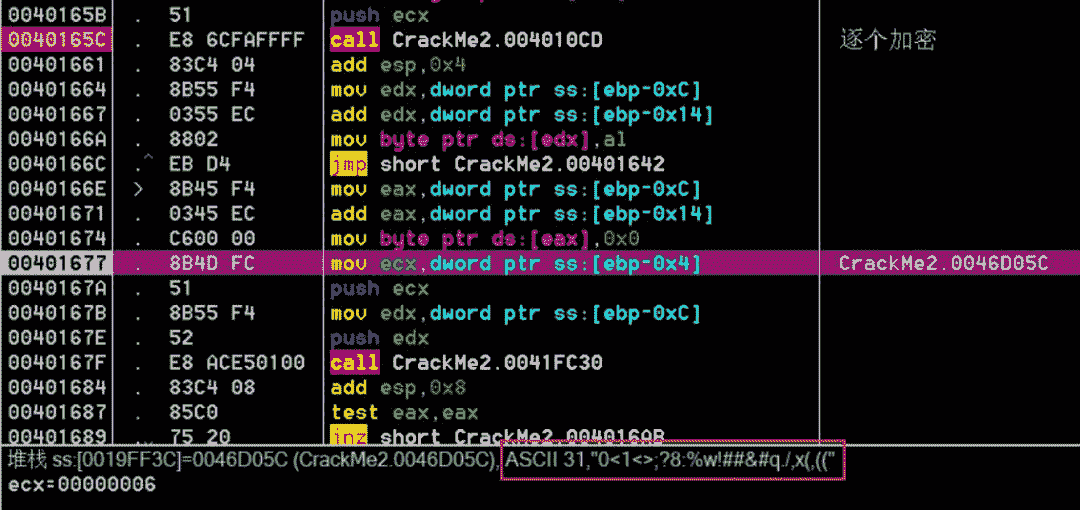 0040165B . 51 push ecx
0040165C . E8 6CFAFFFF call CrackMe2.004010CD 逐个加密
00401661 . 83C4 04 add esp,0x4
00401664 . 8B55 F4 mov edx,dword ptr ss:[ebp-0xC]
00401667 . 0355 EC add edx,dword ptr ss:[ebp-0x14]
0040166A . 8802 mov byte ptr ds:[edx],al
0040166C .^ EB D4 jmp short CrackMe2.00401642
0040166E > 8B45 F4 mov eax,dword ptr ss:[ebp-0xC]
00401671 . 0345 EC add eax,dword ptr ss:[ebp-0x14]
00401674 . C600 00 mov byte ptr ds:[eax],0x0
00401677 . 8B4D FC mov ecx,dword ptr ss:[ebp-0x4] CrackMe2.0046D05C
0040167A . 51 push ecx
0040167B . 8B55 F4 mov edx,dword ptr ss:[ebp-0xC]
0040167E . 52 push edx
0040167F . E8 ACE50100 call CrackMe2.0041FC30
00401684 . 83C4 08 add esp,0x8
00401687 . 85C0 test eax,eax
00401689 . 75 20 jnz short CrackMe2.004016AB
堆栈 ss:[0019FF3C]=0046D05C (CrackMe2.0046D05C), ASCII 31,"0<1<>;?8:%w!##&#q./,x(,(("
ecx=00000006